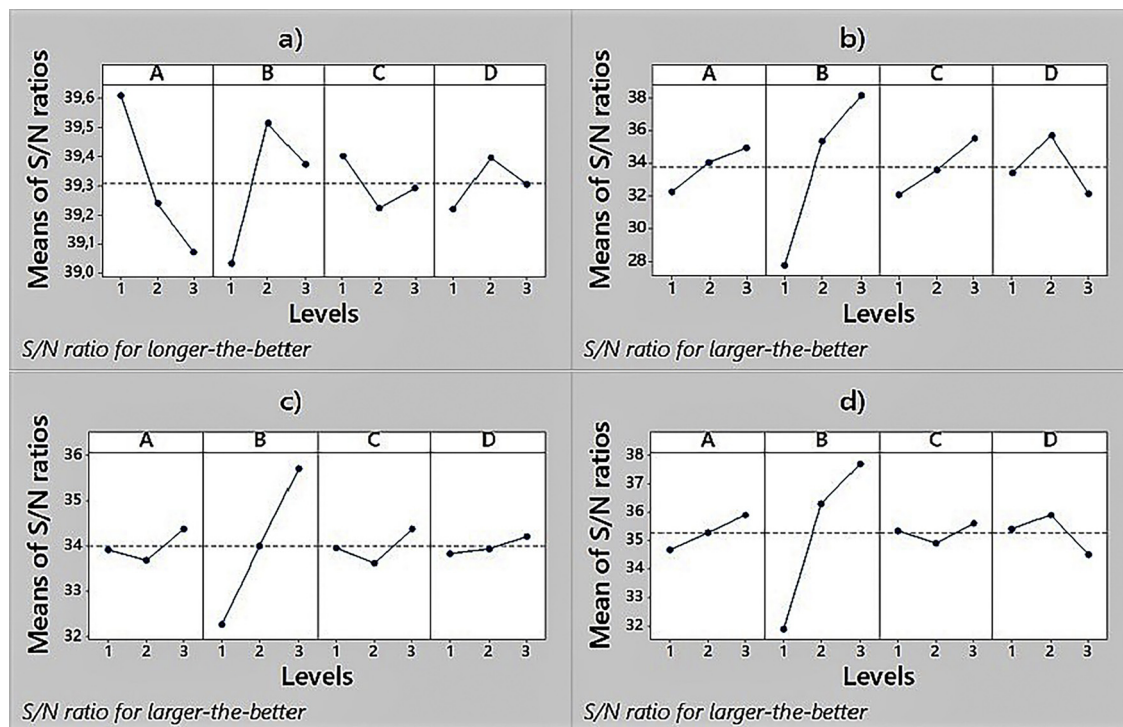 a)
Means of S/N ratios
A B C D
39,6
39,5
39,4
39,3
39,2
39,1
39,0
1 2 3 1 2 3 1 2 3 1 2 3
Levels
S/N ratio for longer-the-better
b)
Means of S/N ratios
A B C D
38
36
34
32
30
28
1 2 3 1 2 3 1 2 3 1 2 3
Levels
S/N ratio for larger-the-better
c)
Means of S/N ratios
A B C D
36
35
34
33
32
1 2 3 1 2 3 1 2 3 1 2 3
Levels
S/N ratio for larger-the-better
d)
Mean of S/N ratios
A B C D
38
37
36
35
34
33
32
1 2 3 1 2 3 1 2 3 1 2 3
Levels
S/N ratio for larger-the-better